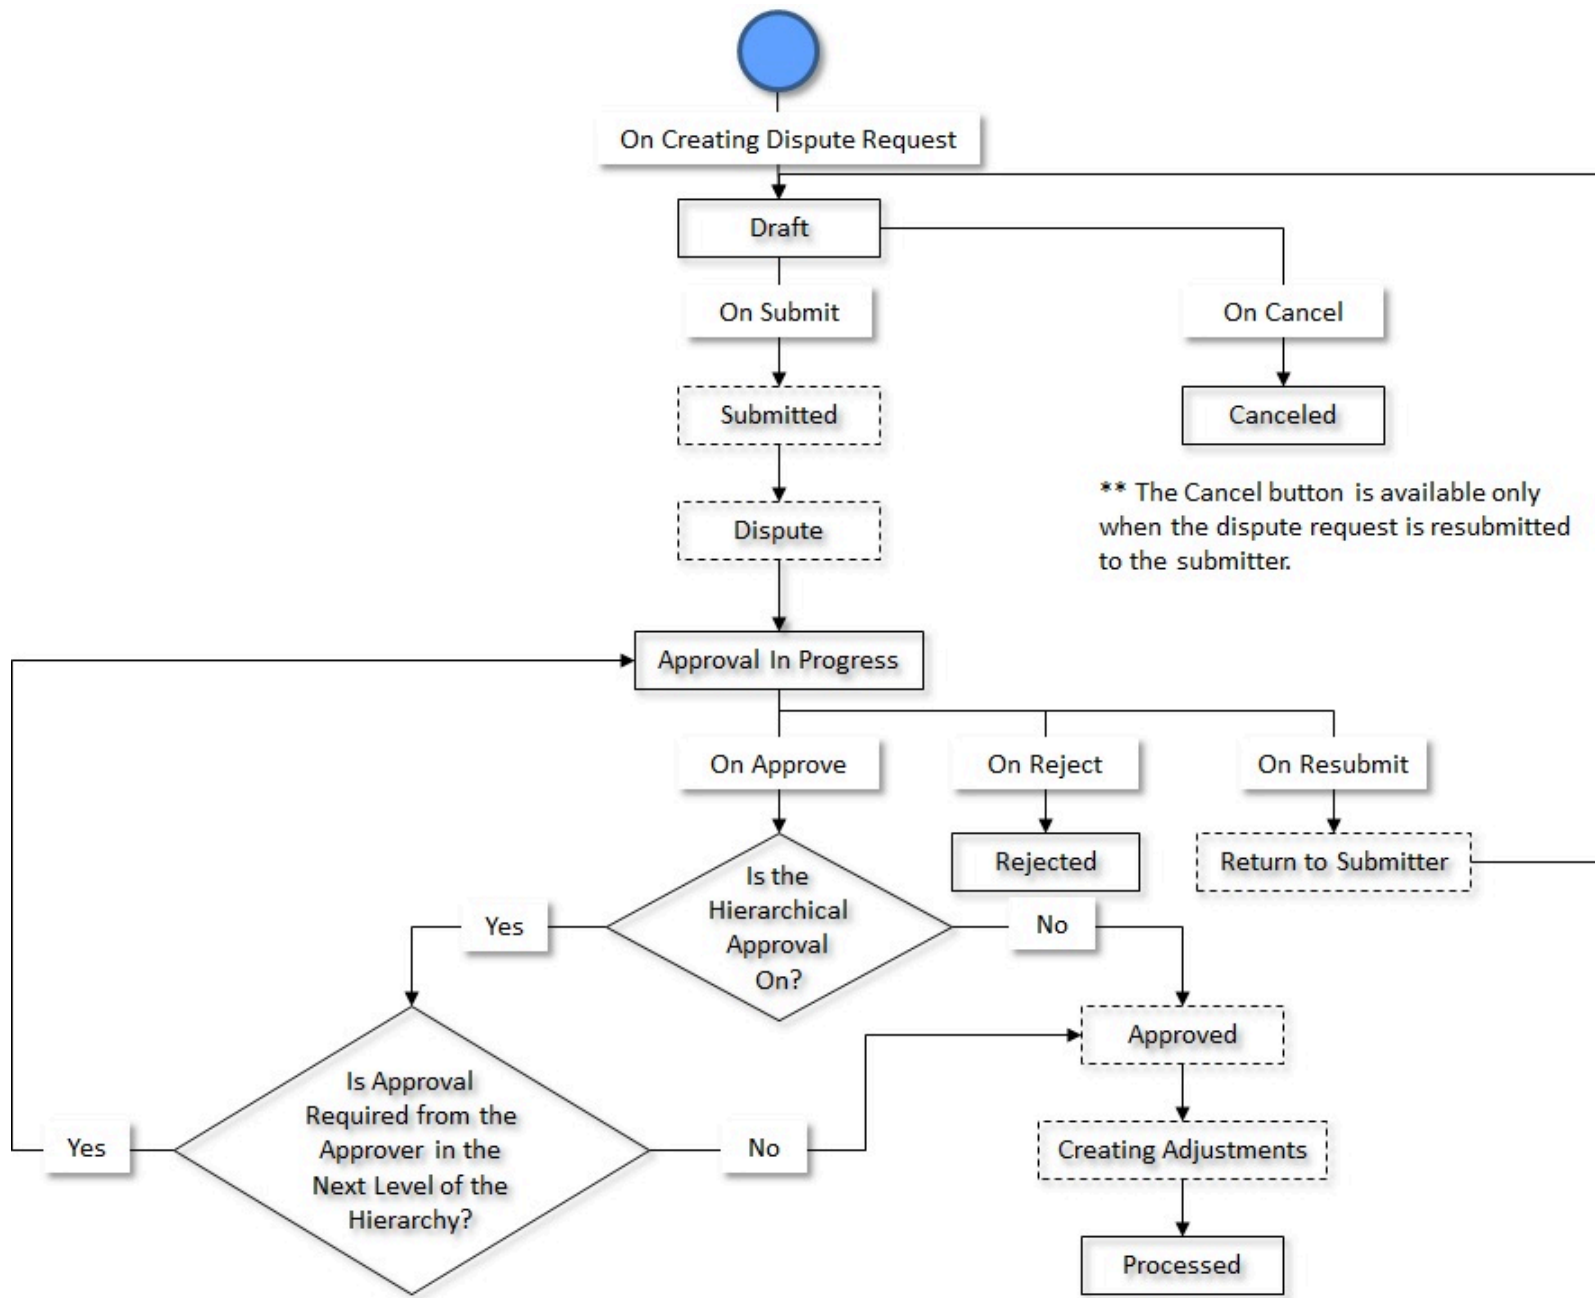 On Creating Dispute Request
Draft
On Submit
On Cancel
Submitted
Canceled
** The Cancel button is available only
when the dispute request is resubmitted
to the submitter.
Dispute
Approval In Progress
On Approve
On Reject
On Resubmit
Rejected
Return to Submitter
Is the
Hierarchical
Approval
On?
Yes
No
Approved
Is Approval
Required from the
Approver in the
Next Level of the
Hierarchy?
Yes
No
Creating Adjustments
Processed